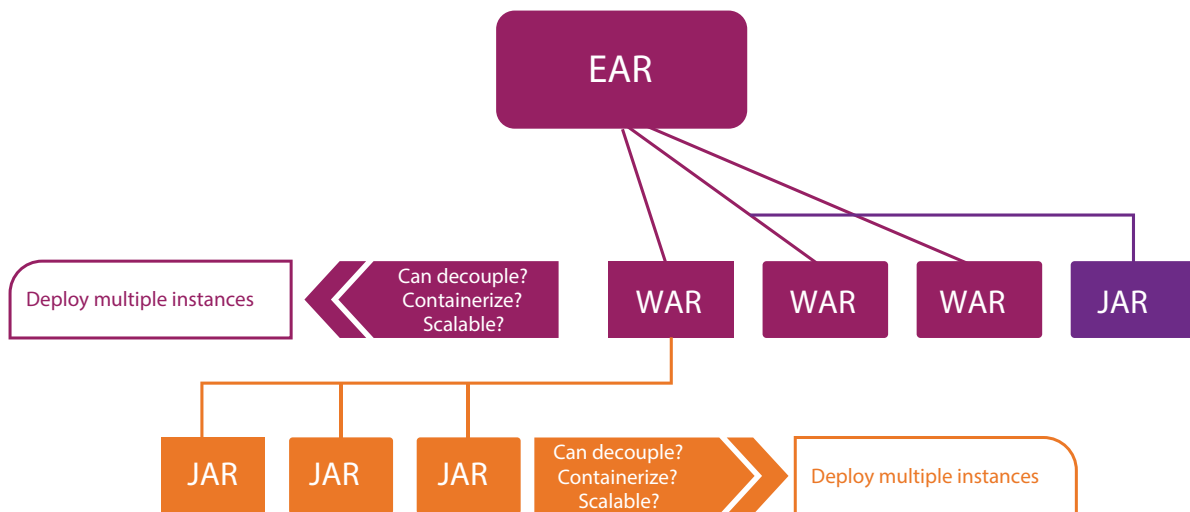 EAR
Deploy multiple instances
Can decouple?
Containerize?
Scalable?
WAR
WAR
WAR
JAR
JAR
JAR
JAR
Can decouple?
Containerize?
Scalable?
Deploy multiple instances